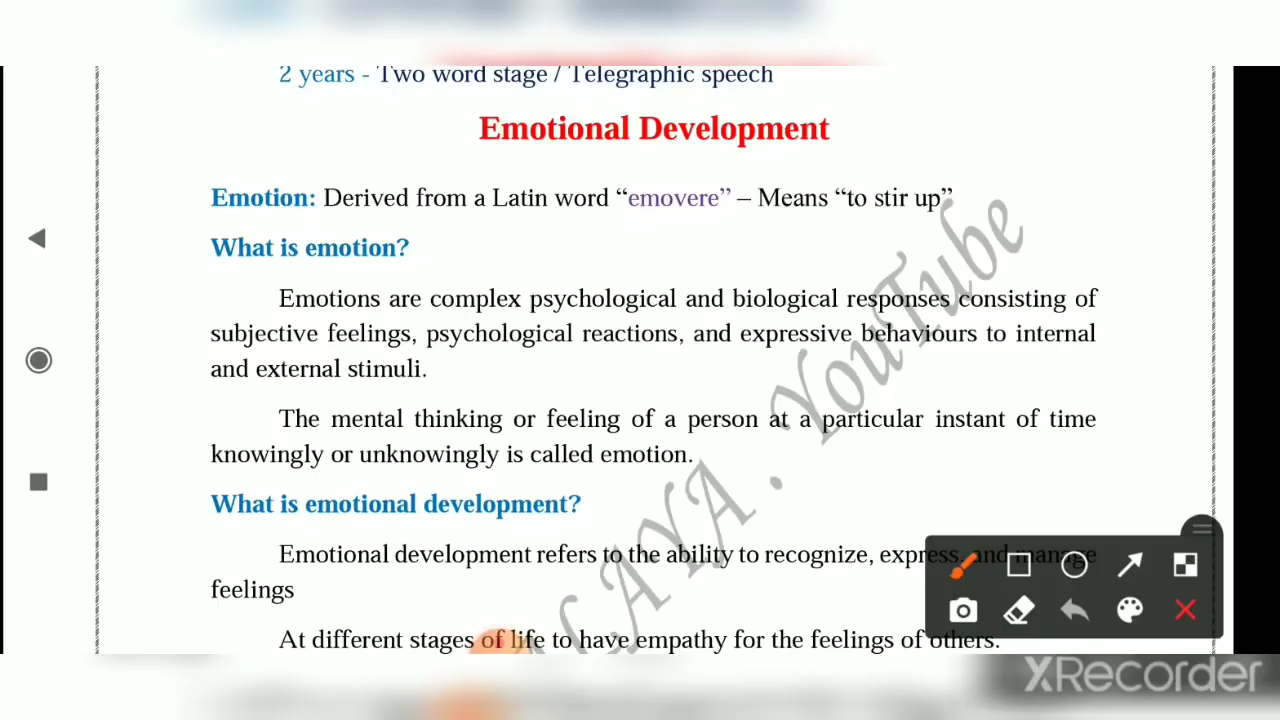 2 years - Two word stage / Telegraphic speech
Emotional Development
Emotion: Derived from a Latin word “emovere” – Means “to stir up”
What is emotion?
Emotions are complex psychological and biological responses consisting of
subjective feelings, psychological reactions, and expressive behaviours to internal
and external stimuli.
The mental thinking or feeling of a person at a particular instant of time
knowingly or unknowingly is called emotion.
What is emotional development?
Emotional development refers to the ability to recognize, express, and manage
feelings
At different stages of life to have empathy for the feelings of others.
. YouTube
XRecorder